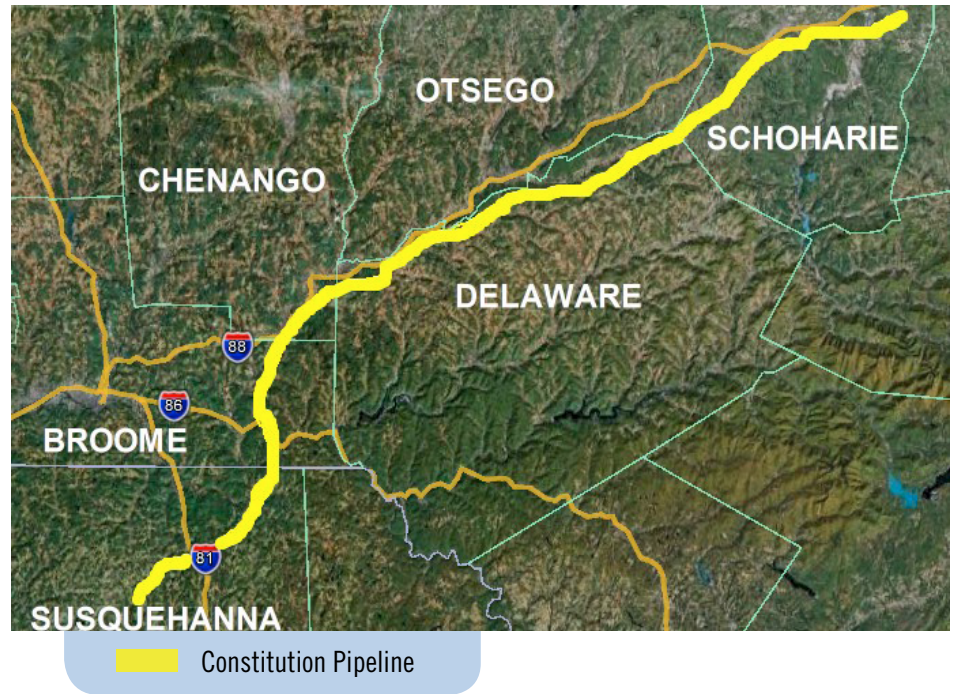 OTSEGO
SCHOHARIE
CHENANGO
DELAWARE
88
86
BROOME
81
SUSQUEHANNA
Constitution Pipeline